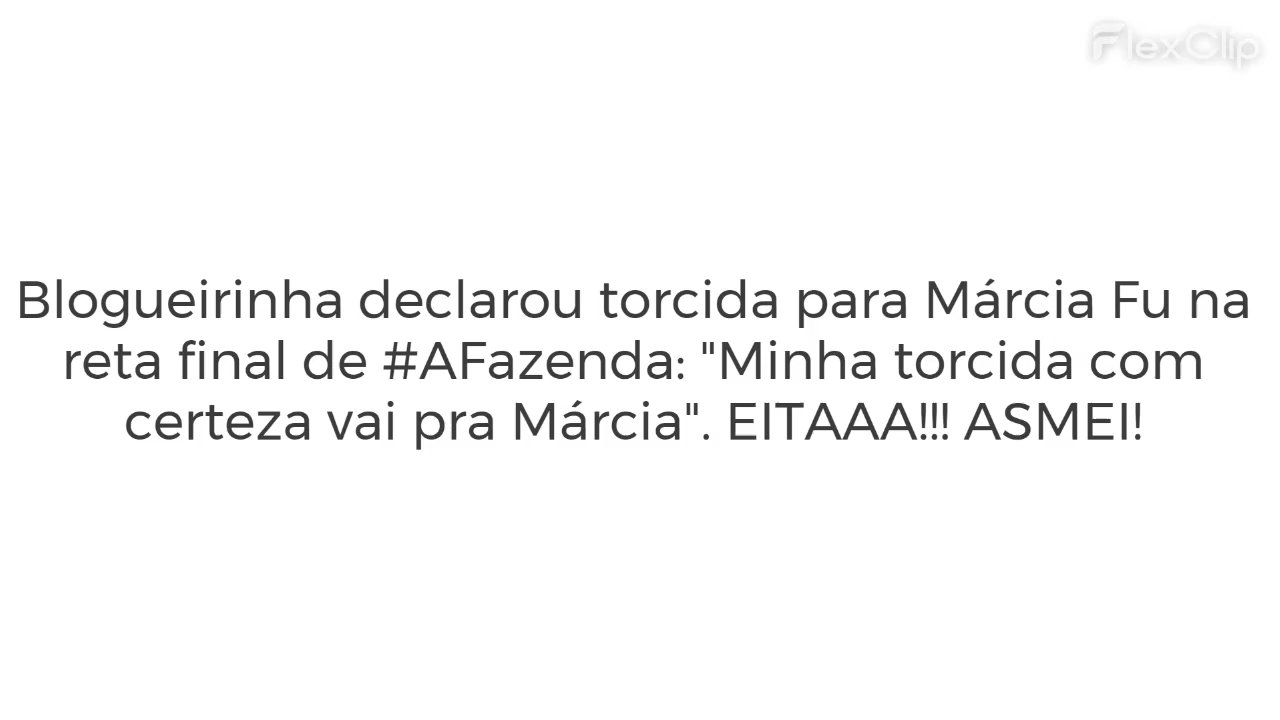 FlexClip
Blogueirinha declarou torcida para Márcia Fu na
reta final de #AFazenda: "Minha torcida com
certeza vai pra Márcia". EITAAA!!! ASMEI!